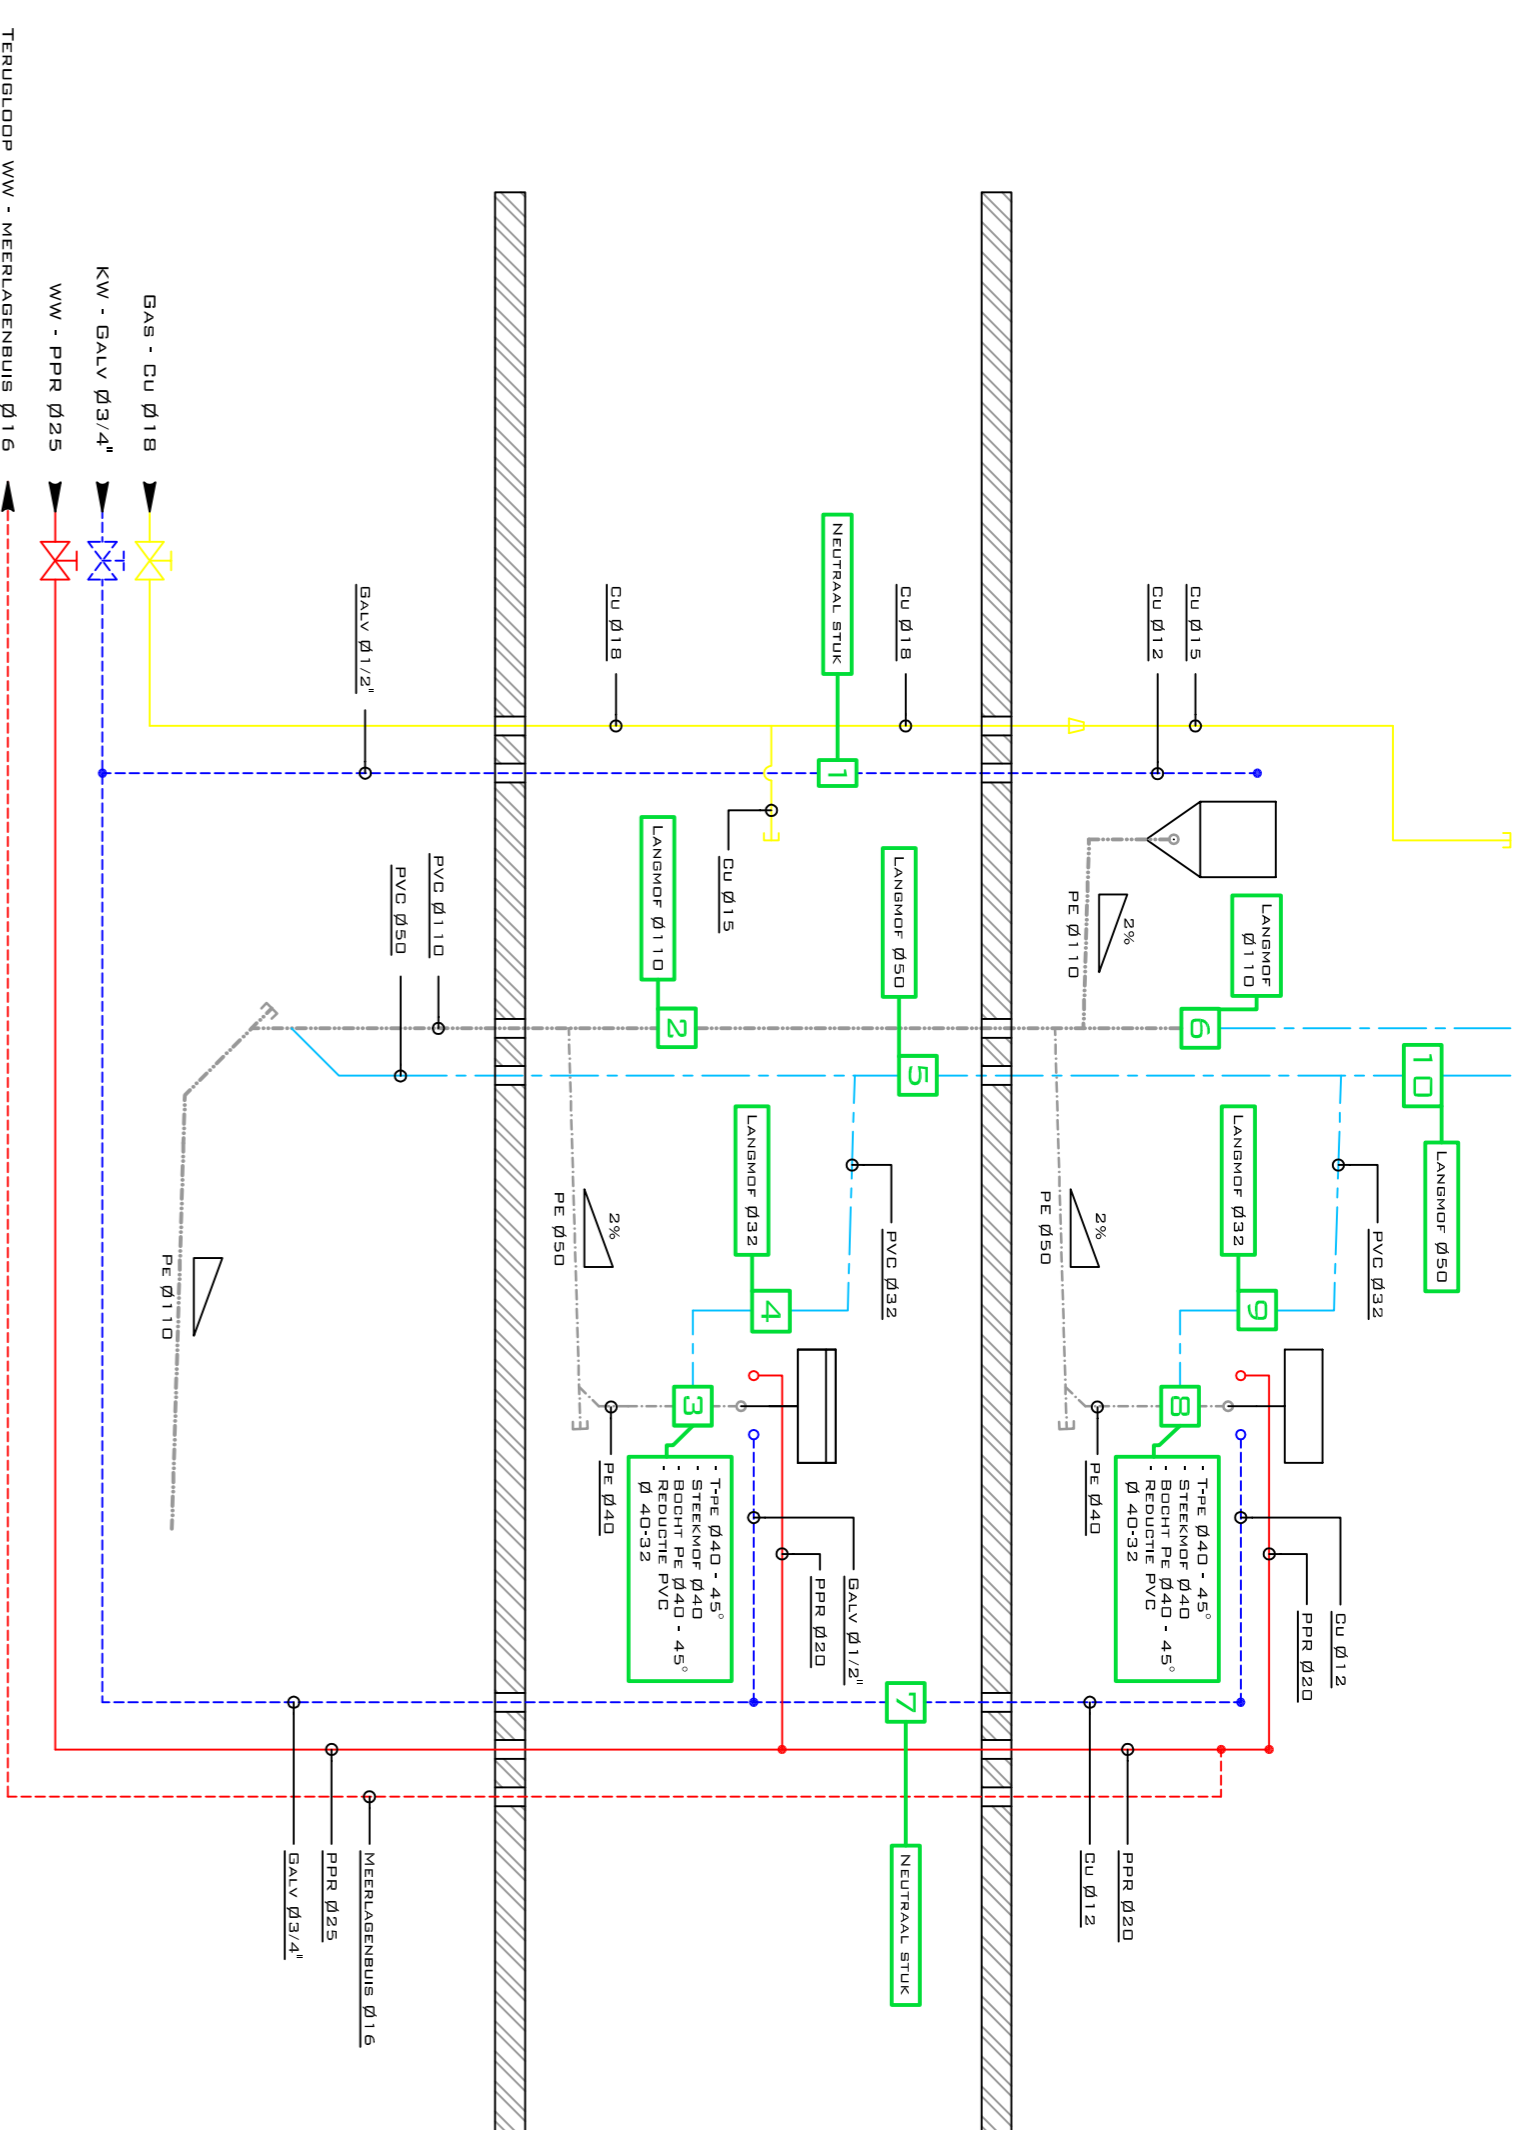 10
Langmof Ø50
PVC Ø32
Cu Ø12
PPR Ø20
Langmof
Ø110
6
Langmof Ø32
9
Cu Ø15
Cu Ø12
2%
PE Ø110
8
- T-pe Ø40 - 45°
- Steekmof Ø40
- Bocht Pe Ø40 - 45°
- Reductie PVC
Ø 40-32
2%
PE Ø50
Pe Ø40
PPR Ø20
Cu Ø12
Cu Ø18
Langmof Ø50
5
PVC Ø32
7
Neutraal stuk
Neutraal stuk
1
Galv Ø1/2"
PPR Ø20
Langmof Ø32
4
Cu Ø15
Langmof Ø110
2
3
- T-pe Ø40 - 45°
- Steekmof Ø40
- Bocht Pe Ø40 - 45°
- Reductie PVC
Ø 40-32
Cu Ø18
2%
PE Ø50
Pe Ø40
PVC Ø110
PVC Ø50
Galv Ø1/2"
Meerlagenbuis Ø16
PPR Ø25
Galv Ø3/4"
Pe Ø110
Gas - Cu Ø18
KW - Galv Ø3/4"
WW - PPR Ø25
Terugloop WW - meerlagenbuis Ø16